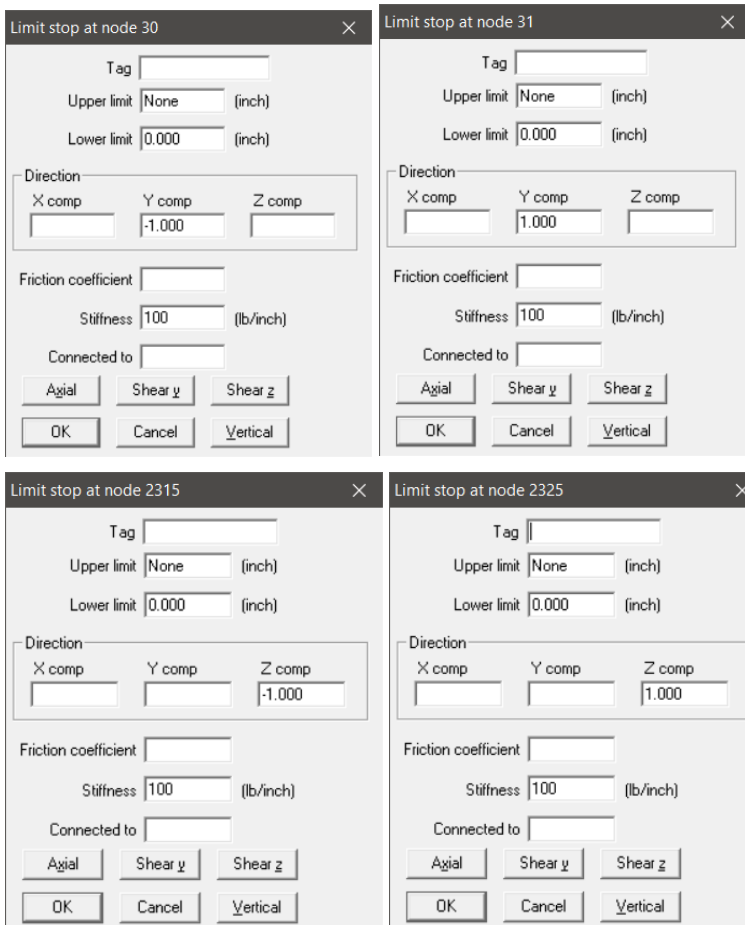 Limit stop at node 30
Tag
Upper limit None (inch)
Lower limit 0.000 (inch)
Direction
X comp Y comp Z comp
-1.000
Friction coefficient
Stiffness 100 (lb/inch)
Connected to
Axial Shear y Shear z
OK Cancel Vertical
Limit stop at node 31
Tag
Upper limit None (inch)
Lower limit 0.000 (inch)
Direction
X comp Y comp Z comp
1.000
Friction coefficient
Stiffness 100 (lb/inch)
Connected to
Axial Shear y Shear z
OK Cancel Vertical
Limit stop at node 2315
Tag
Upper limit None (inch)
Lower limit 0.000 (inch)
Direction
X comp Y comp Z comp
-1.000
Friction coefficient
Stiffness 100 (lb/inch)
Connected to
Axial Shear y Shear z
OK Cancel Vertical
Limit stop at node 2325
Tag
Upper limit None (inch)
Lower limit 0.000 (inch)
Direction
X comp Y comp Z comp
1.000
Friction coefficient
Stiffness 100 (lb/inch)
Connected to
Axial Shear y Shear z
OK Cancel Vertical